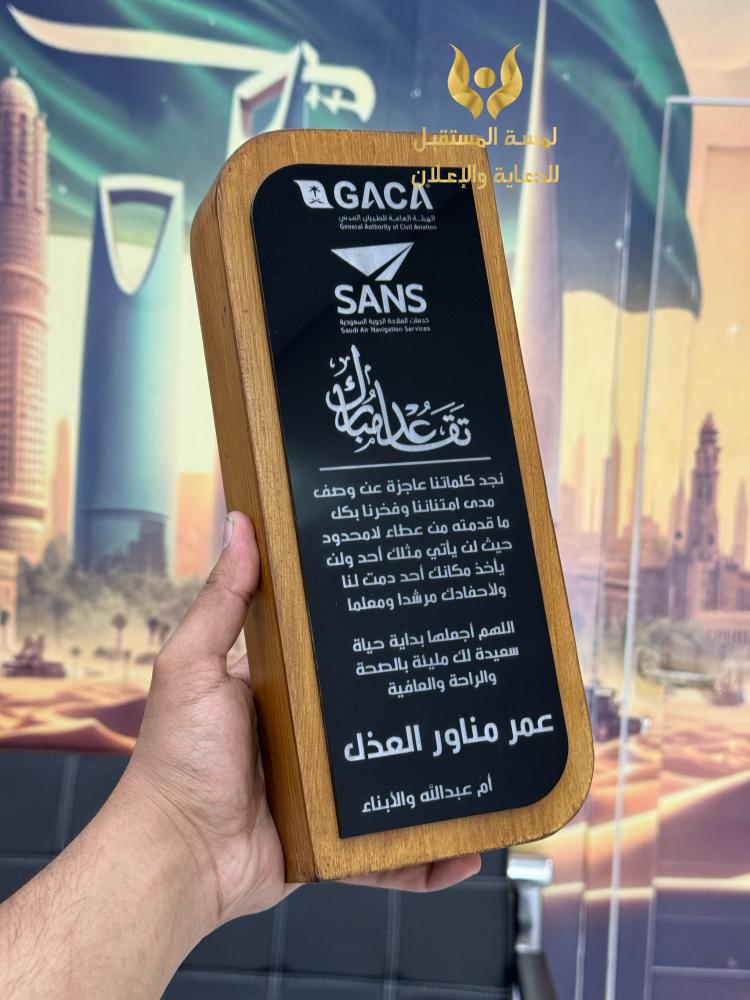 لمسة المستقبل
للدعاية والإعلان
GACA
الهيئة العامة للطيران المدني
General Authority of Civil Aviation
SANS
خدمات الملاحة الجوية السعودية
Saudi Air Navigation Services
تقاعد مبارك
نجد كلماتنا عاجزة عن وصف
مدى امتناننا وفخرنا بكل
ما قدمته من عطاء لامحدود
حيث لن يأتي مثلك أحد ولن
يأخذ مكانك أحد دمت لنا
ولأحفادك مرشدا ومعلما
اللهم أجعلها بداية حياة
سعيدة لك مليئة بالصحة
والراحة والعافية
عمر مناور العذل
أم عبدالله والأبناء